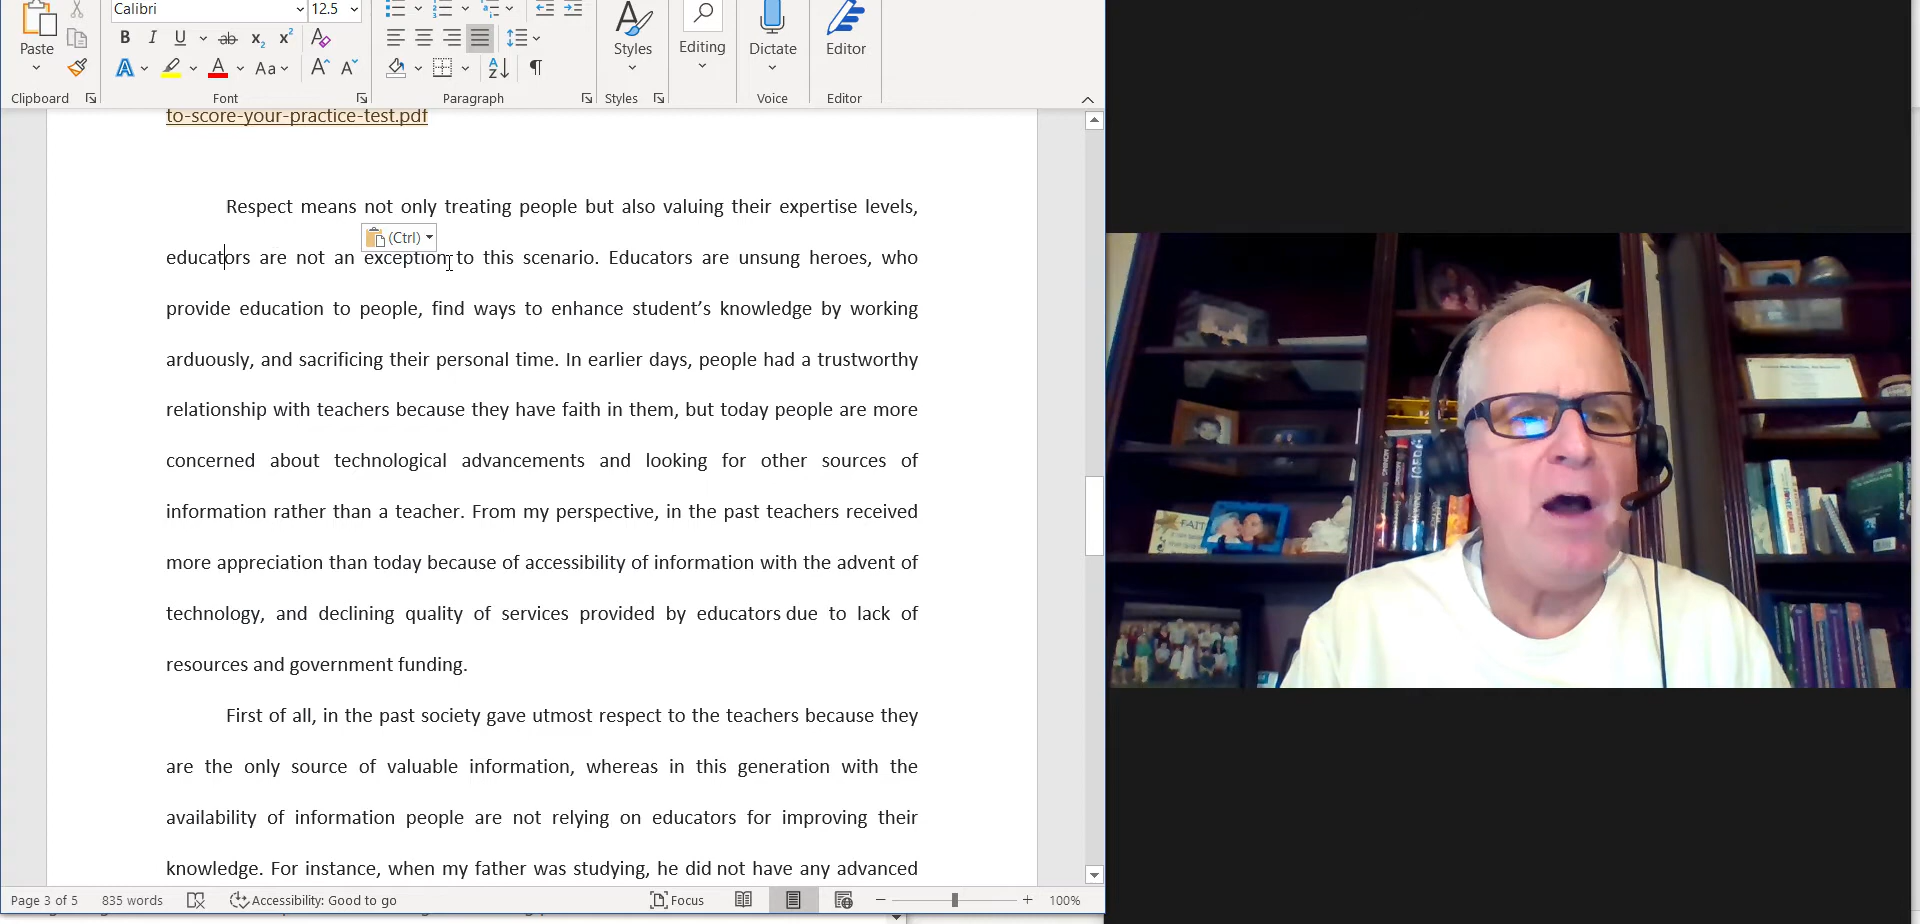 Calibri
12.5
Paste
B I U ab x₂ x²
A A Aa A A
Styles
Editing
Dictate
Editor
Clipboard
Font
Paragraph
Styles
Voice
Editor
to-score-your-practice-test.pdf
Respect means not only treating people but also valuing their expertise levels,
(Ctrl)
educators are not an exception to this scenario. Educators are unsung heroes, who
provide education to people, find ways to enhance student’s knowledge by working
arduously, and sacrificing their personal time. In earlier days, people had a trustworthy
relationship with teachers because they have faith in them, but today people are more
concerned about technological advancements and looking for other sources of
information rather than a teacher. From my perspective, in the past teachers received
more appreciation than today because of accessibility of information with the advent of
technology, and declining quality of services provided by educators due to lack of
resources and government funding.
First of all, in the past society gave utmost respect to the teachers because they
are the only source of valuable information, whereas in this generation with the
availability of information people are not relying on educators for improving their
knowledge. For instance, when my father was studying, he did not have any advanced
Page 3 of 5
835 words
Accessibility: Good to go
Focus
100%
FAIT